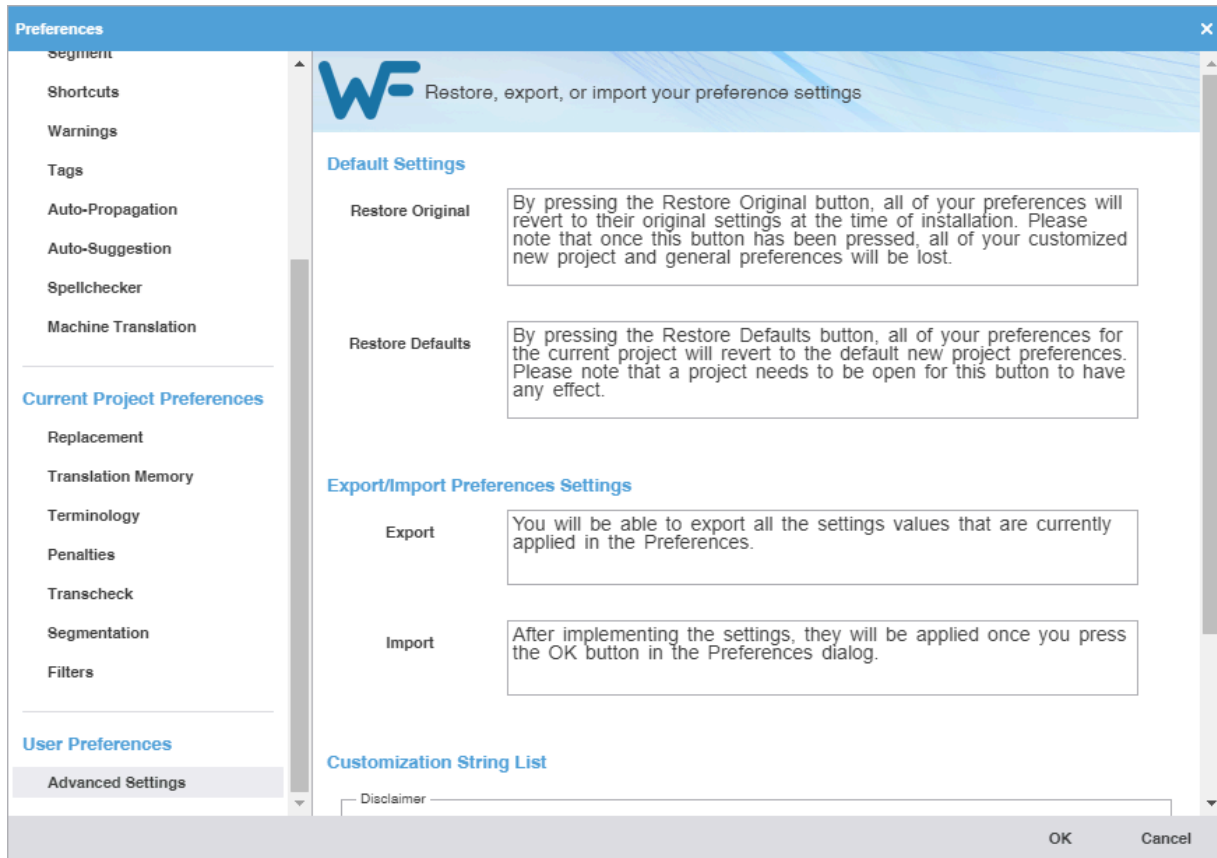 Preferences
Segment
Shortcuts
Warnings
Tags
Auto-Propagation
Auto-Suggestion
Spellchecker
Machine Translation
Current Project Preferences
Replacement
Translation Memory
Terminology
Penalties
Transcheck
Segmentation
Filters
User Preferences
Advanced Settings
WF
Restore, export, or import your preference settings
Default Settings
Restore Original
By pressing the Restore Original button, all of your preferences will
revert to their original settings at the time of installation. Please
note that once this button has been pressed, all of your customized
new project and general preferences will be lost.
Restore Defaults
By pressing the Restore Defaults button, all of your preferences for
the current project will revert to the default new project preferences.
Please note that a project needs to be open for this button to have
any effect.
Export/Import Preferences Settings
Export
You will be able to export all the settings values that are currently
applied in the Preferences.
Import
After implementing the settings, they will be applied once you press
the OK button in the Preferences dialog.
Customization String List
Disclaimer
OK
Cancel